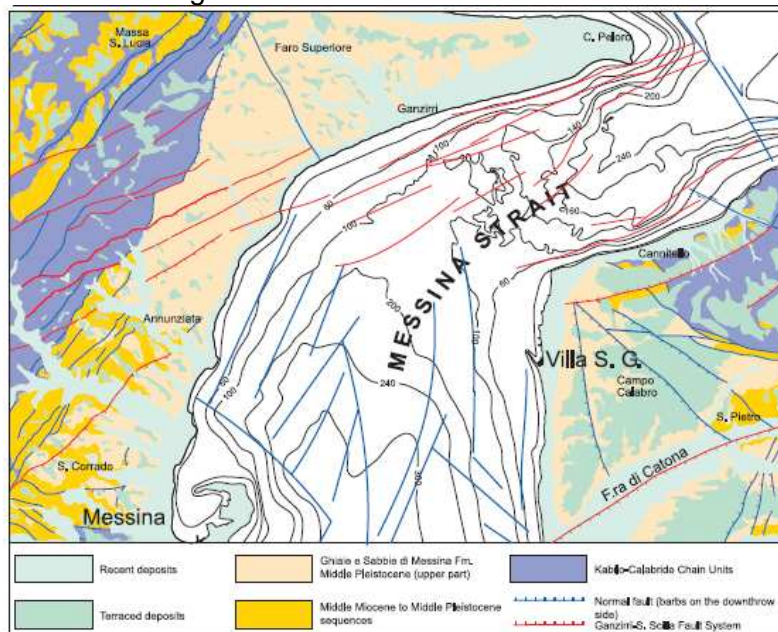 Massa
S. Lucia
Faro Superiore
C. Peloro
Ganzirri
200
140
100
240
60
100
160
MESSINA STRAIT
Cannitello
60
Annunziata
200
100
Villa S. G.
60
100
240
Campo
Calabro
S. Pietro
S. Corrado
F.ra di Catona
Messina
Recent deposits
Ghiaie e Sabbie di Messina Fm.
Middle Pleistocene (upper part)
Kabilo-Calabride Chain Units
Terraced deposits
Middle Miocene to Middle Pleistocene
sequences
Normal fault (barbs on the downthrow
side)
Ganzirri-S. Scilla Fault System